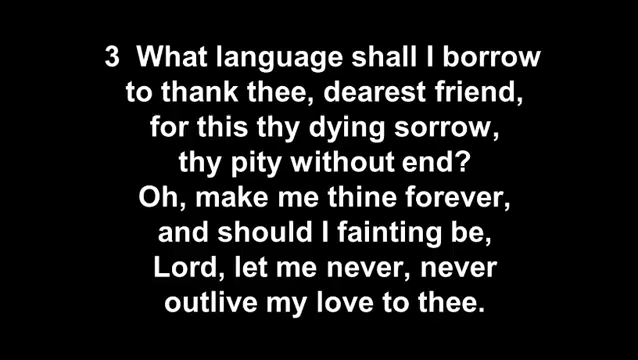 3  What language shall I borrow
to thank thee, dearest friend,
for this thy dying sorrow,
thy pity without end?
Oh, make me thine forever,
and should I fainting be,
Lord, let me never, never
outlive my love to thee.